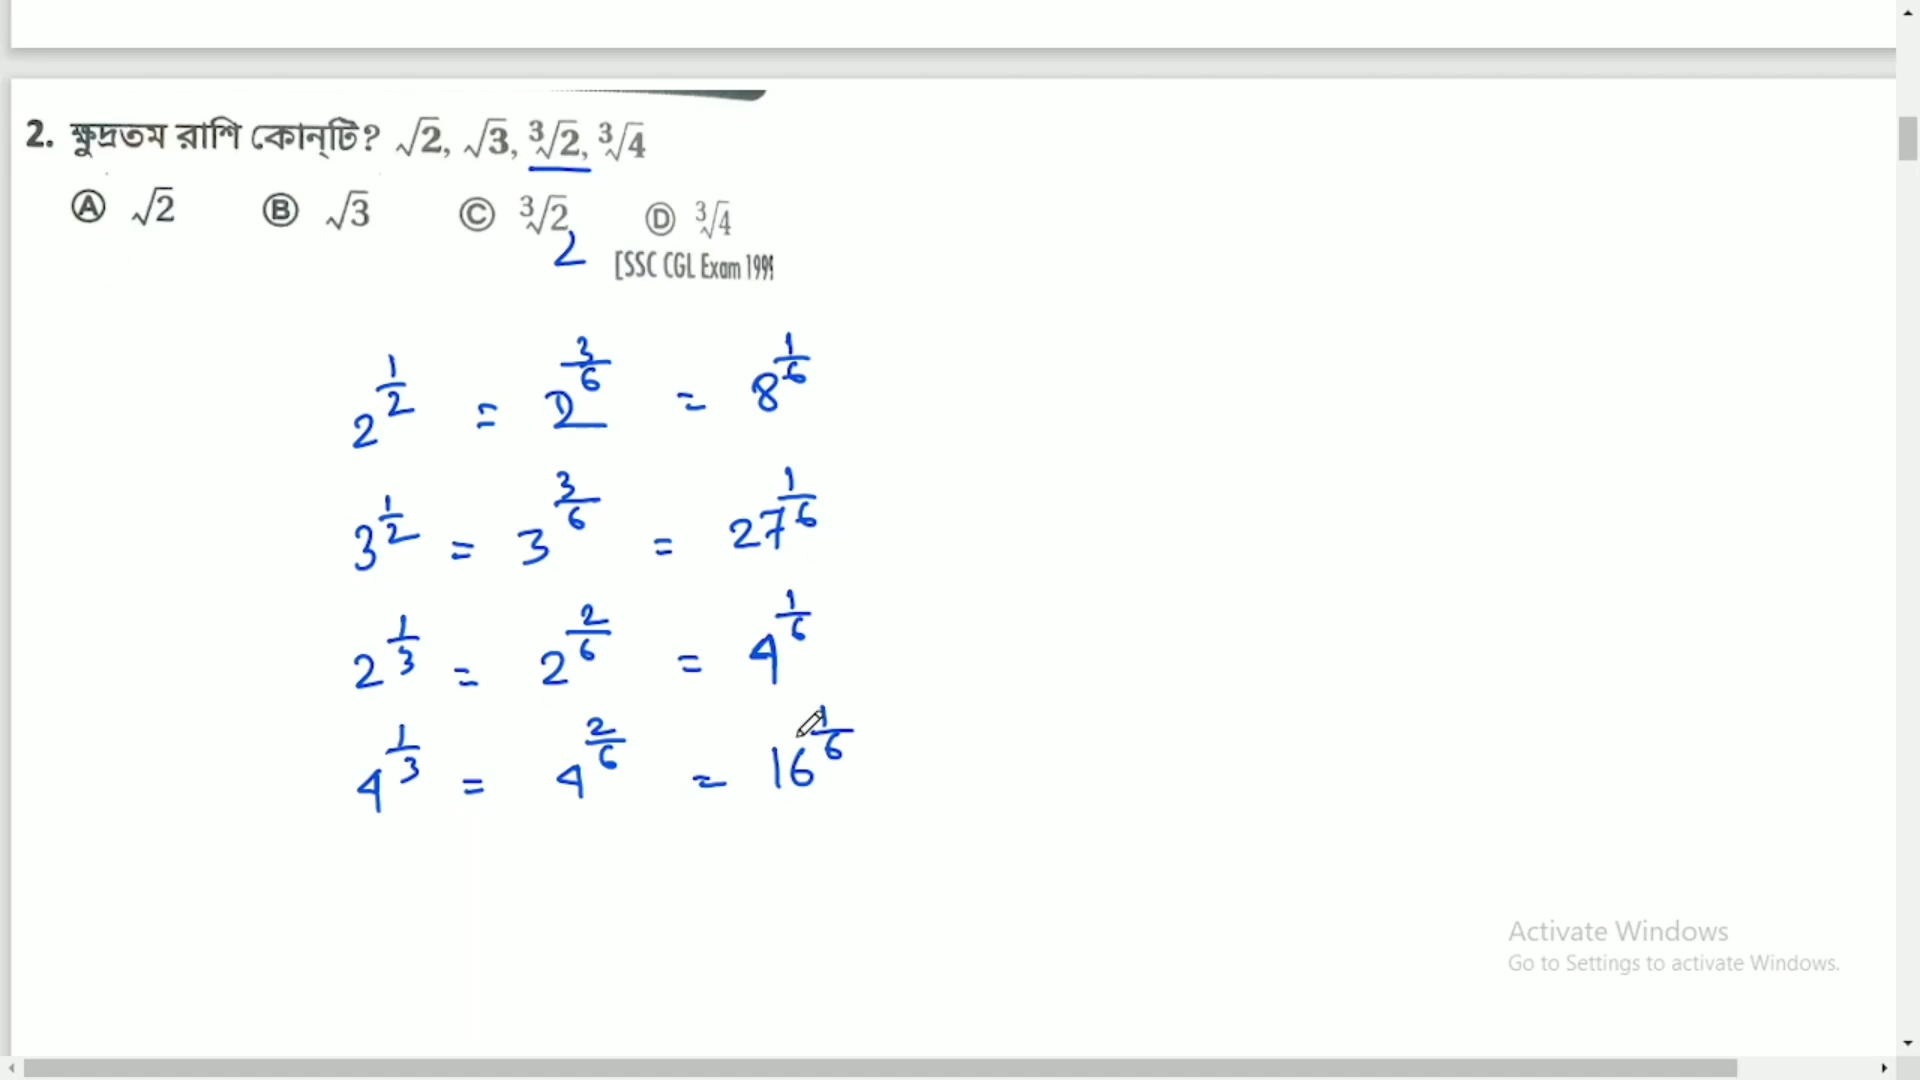 2. ক্ষুদ্রতম রাশি কোন্‌টি? √2, √3, ∛2, ∛4
Ⓐ √2 Ⓑ √3 Ⓒ ∛2 Ⓓ ∛4
2
[SSC CGL Exam 1999
2^(1/2) = 2^(3/6) = 8^(1/6)
3^(1/2) = 3^(3/6) = 27^(1/6)
2^(1/3) = 2^(2/6) = 4^(1/6)
4^(1/3) = 4^(2/6) = 16^(1/6)
Activate Windows
Go to Settings to activate Windows.